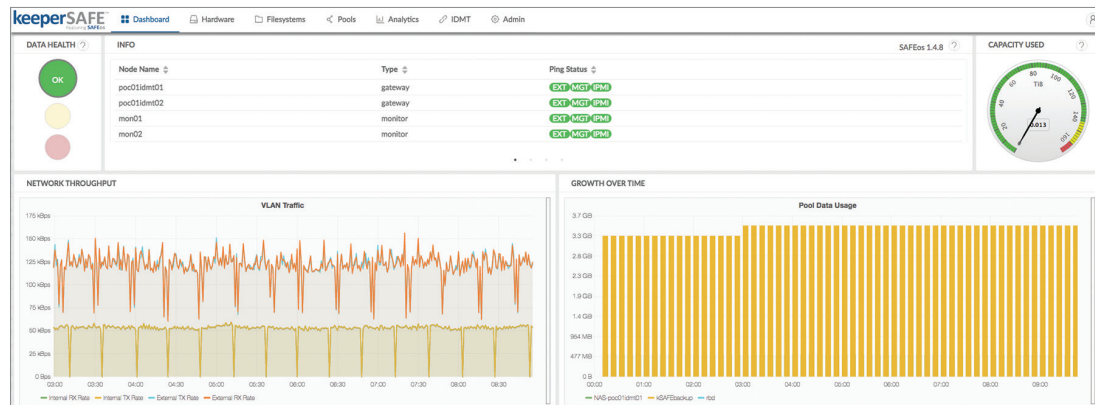 keeperSAFE
Featuring SAFEos
Dashboard
Hardware
Filesystems
Pools
Analytics
IDMT
Admin
DATA HEALTH ?
OK
INFO
SAFEos 1.4.8 ?
Node Name Type Ping Status
poc01idmt01 gateway EXT MGT IPMI
poc01idmt02 gateway EXT MGT IPMI
mon01 monitor EXT MGT IPMI
mon02 monitor EXT MGT IPMI
CAPACITY USED ?
TiB
20
40
60
80
100
120
140
160
0.013
NETWORK THROUGHPUT
VLAN Traffic
175 kBps
150 kBps
125 kBps
100 kBps
75 kBps
50 kBps
25 kBps
0 Bps
03:00 03:30 04:00 04:30 05:00 05:30 06:00 06:30 07:00 07:30 08:00 08:30
Internal RX Rate Internal TX Rate External TX Rate External RX Rate
GROWTH OVER TIME
Pool Data Usage
3.7 GB
3.3 GB
2.8 GB
2.3 GB
1.9 GB
1.4 GB
954 MB
477 MB
0 B
00:00 01:00 02:00 03:00 04:00 05:00 06:00 07:00 08:00 09:00
NAS-poc01idmt01 kSAFEbackup rbd